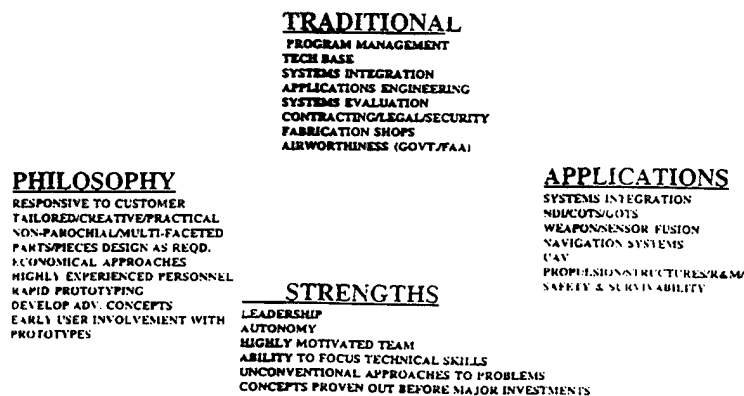 TRADITIONAL
PROGRAM MANAGEMENT
TECH BASE
SYSTEMS INTEGRATION
APPLICATIONS ENGINEERING
SYSTEMS EVALUATION
CONTRACTING/LEGAL/SECURITY
FABRICATION SHOPS
AIRWORTHINESS (GOVT/FAA)
PHILOSOPHY
RESPONSIVE TO CUSTOMER
TAILORED/CREATIVE/PRACTICAL
NON-PAROCHIAL/MULTI-FACETED
PARTS/PIECES DESIGN AS REQD.
ECONOMICAL APPROACHES
HIGHLY EXPERIENCED PERSONNEL
RAPID PROTOTYPING
DEVELOP ADV. CONCEPTS
EARLY USER INVOLVEMENT WITH
PROTOTYPES
APPLICATIONS
SYSTEMS INTEGRATION
NDI/COTS/GOTS
WEAPON/SENSOR FUSION
NAVIGATION SYSTEMS
UAV
PROPULSION/STRUCTURES/R&M/
SAFETY & SURVIVABILITY
STRENGTHS
LEADERSHIP
AUTONOMY
HIGHLY MOTIVATED TEAM
ABILITY TO FOCUS TECHNICAL SKILLS
UNCONVENTIONAL APPROACHES TO PROBLEMS
CONCEPTS PROVEN OUT BEFORE MAJOR INVESTMENTS